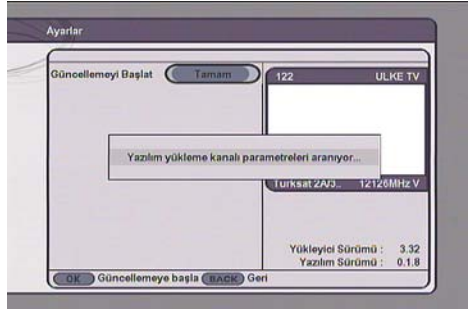 Ayarlar
Güncellemeyi Başlat Tamam
122 ULKE TV
Yazılım yükleme kanalı parametreleri aranıyor...
Turksat 2A/3.. 12126MHz V
Yükleyici Sürümü : 3.32
Yazılım Sürümü : 0.1.8
OK Güncellemeye başla BACK Geri